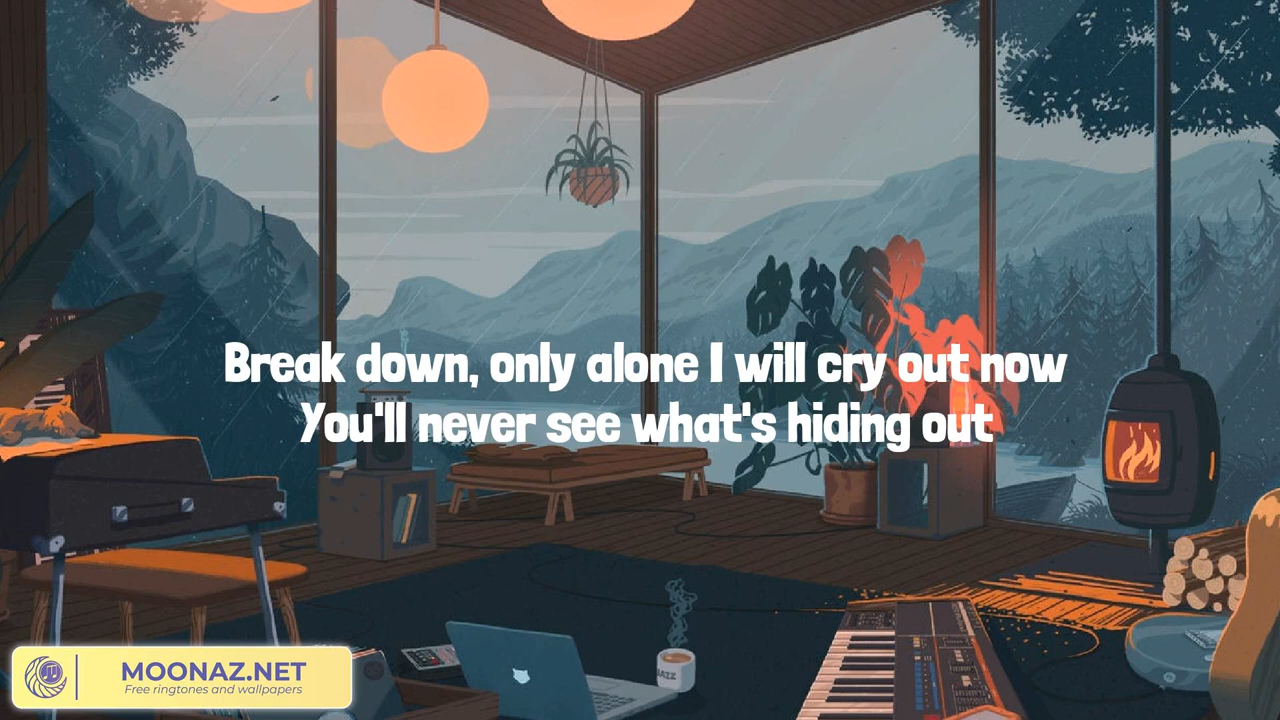 Break down, only alone I will cry out now
You'll never see what's hiding out
MOONAZ.NET
Free ringtones and wallpapers